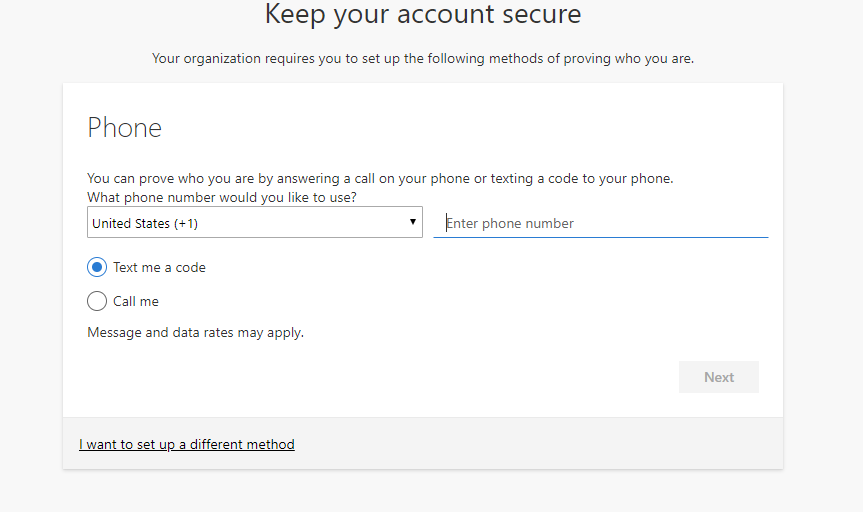 Keep your account secure
Your organization requires you to set up the following methods of proving who you are.
Phone
You can prove who you are by answering a call on your phone or texting a code to your phone.
What phone number would you like to use?
United States (+1)
Enter phone number
Text me a code
Call me
Message and data rates may apply.
Next
I want to set up a different method